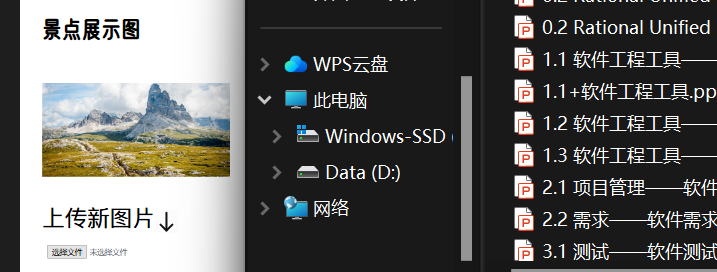 景点展示图
上传新图片↓
选择文件 未选择文件
WPS云盘
此电脑
Windows-SSD (
Data (D:)
网络
0.2 Rational Unified
0.2 Rational Unified
1.1 软件工程工具——
1.1+软件工程工具.pp
1.2 软件工程工具——
1.3 软件工程工具——
2.1 项目管理——软件
2.2 需求——软件需求
3.1 测试——软件测试